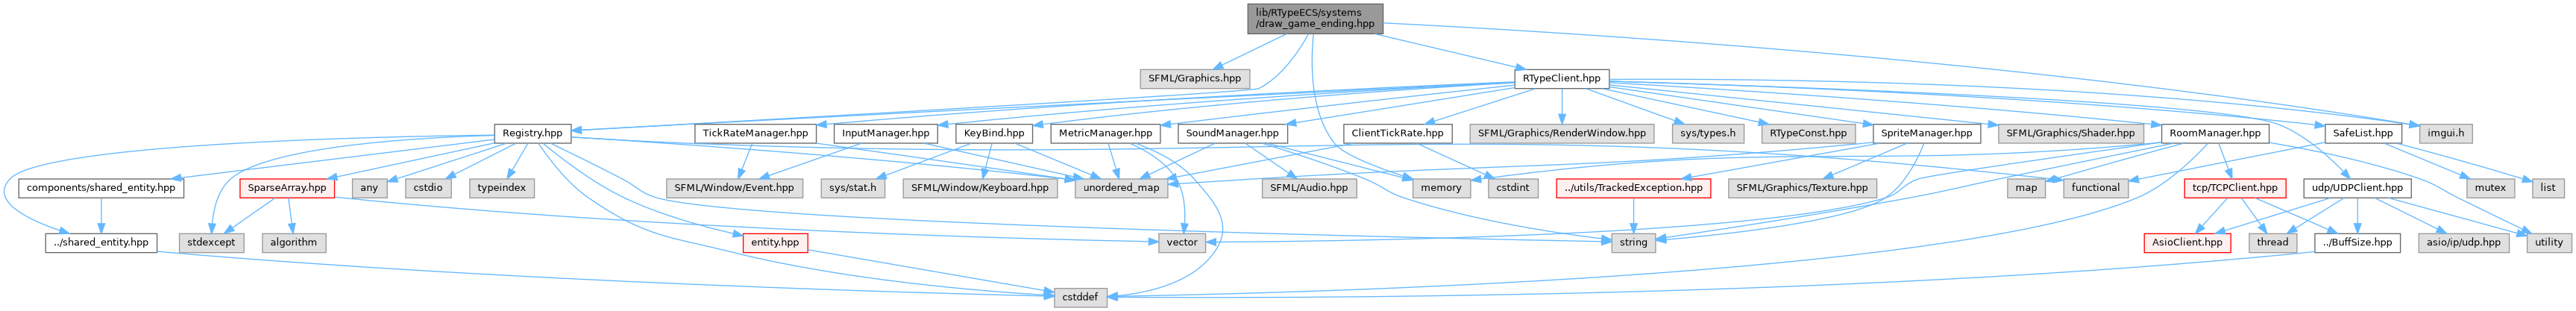 lib/RTypeECS/systems
/draw_game_ending.hpp
SFML/Graphics.hpp
RTypeClient.hpp
Registry.hpp
TickRateManager.hpp
InputManager.hpp
KeyBind.hpp
MetricManager.hpp
SoundManager.hpp
ClientTickRate.hpp
SFML/Graphics/RenderWindow.hpp
sys/types.h
RTypeConst.hpp
SpriteManager.hpp
SFML/Graphics/Shader.hpp
RoomManager.hpp
SafeList.hpp
imgui.h
components/shared_entity.hpp
SparseArray.hpp
any
cstdio
typeindex
SFML/Window/Event.hpp
sys/stat.h
SFML/Window/Keyboard.hpp
unordered_map
SFML/Audio.hpp
memory
cstdint
../utils/TrackedException.hpp
SFML/Graphics/Texture.hpp
map
functional
tcp/TCPClient.hpp
udp/UDPClient.hpp
mutex
list
../shared_entity.hpp
stdexcept
algorithm
entity.hpp
vector
string
AsioClient.hpp
thread
../BuffSize.hpp
asio/ip/udp.hpp
utility
cstddef